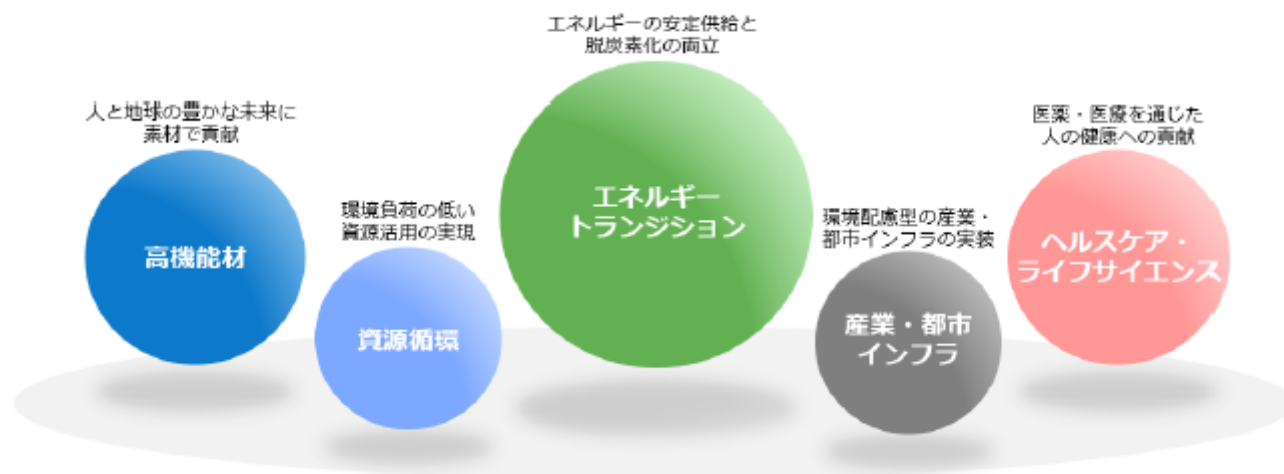 人と地球の豊かな未来に
素材で貢献
高機能材
環境負荷の低い
資源活用の実現
資源循環
エネルギーの安定供給と
脱炭素化の両立
エネルギー
トランジション
環境配慮型の産業・
都市インフラの実装
産業・都市
インフラ
医薬・医療を通じた
人の健康への貢献
ヘルスケア・
ライフサイエンス